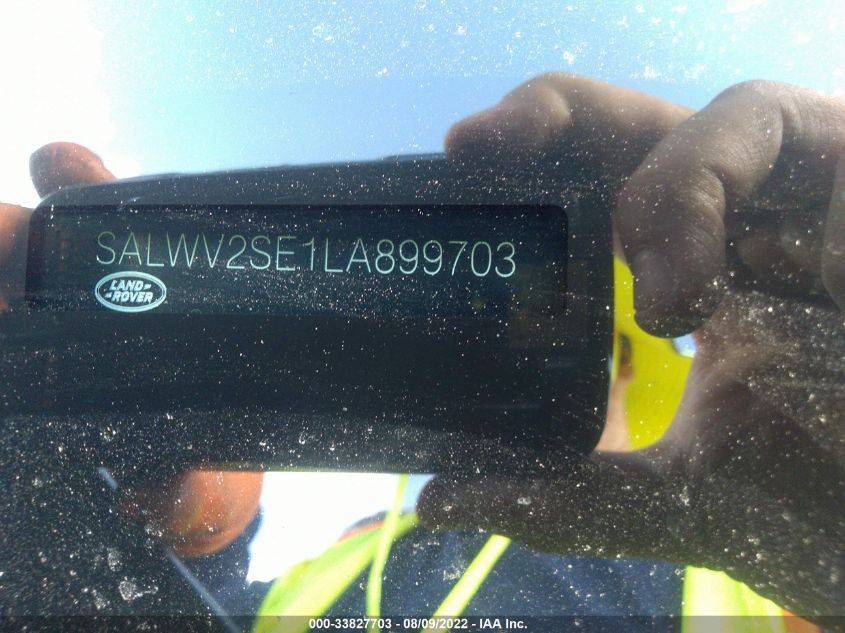 SALWV2SE1LA899703
LAND-
-ROVER
000-33827703 - 08/09/2022 - IAA Inc.